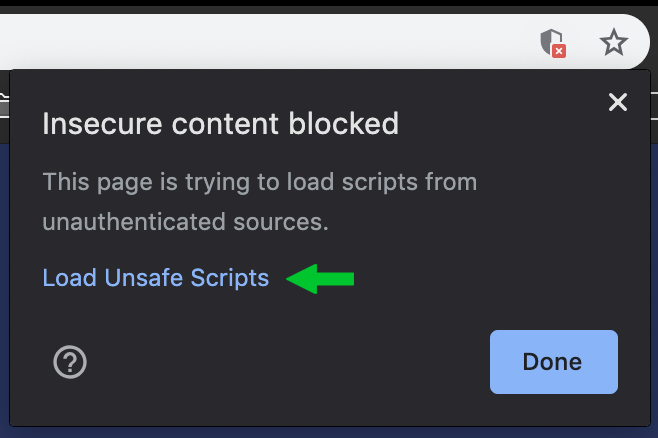 Insecure content blocked
This page is trying to load scripts from
unauthenticated sources.
Load Unsafe Scripts
?
Done